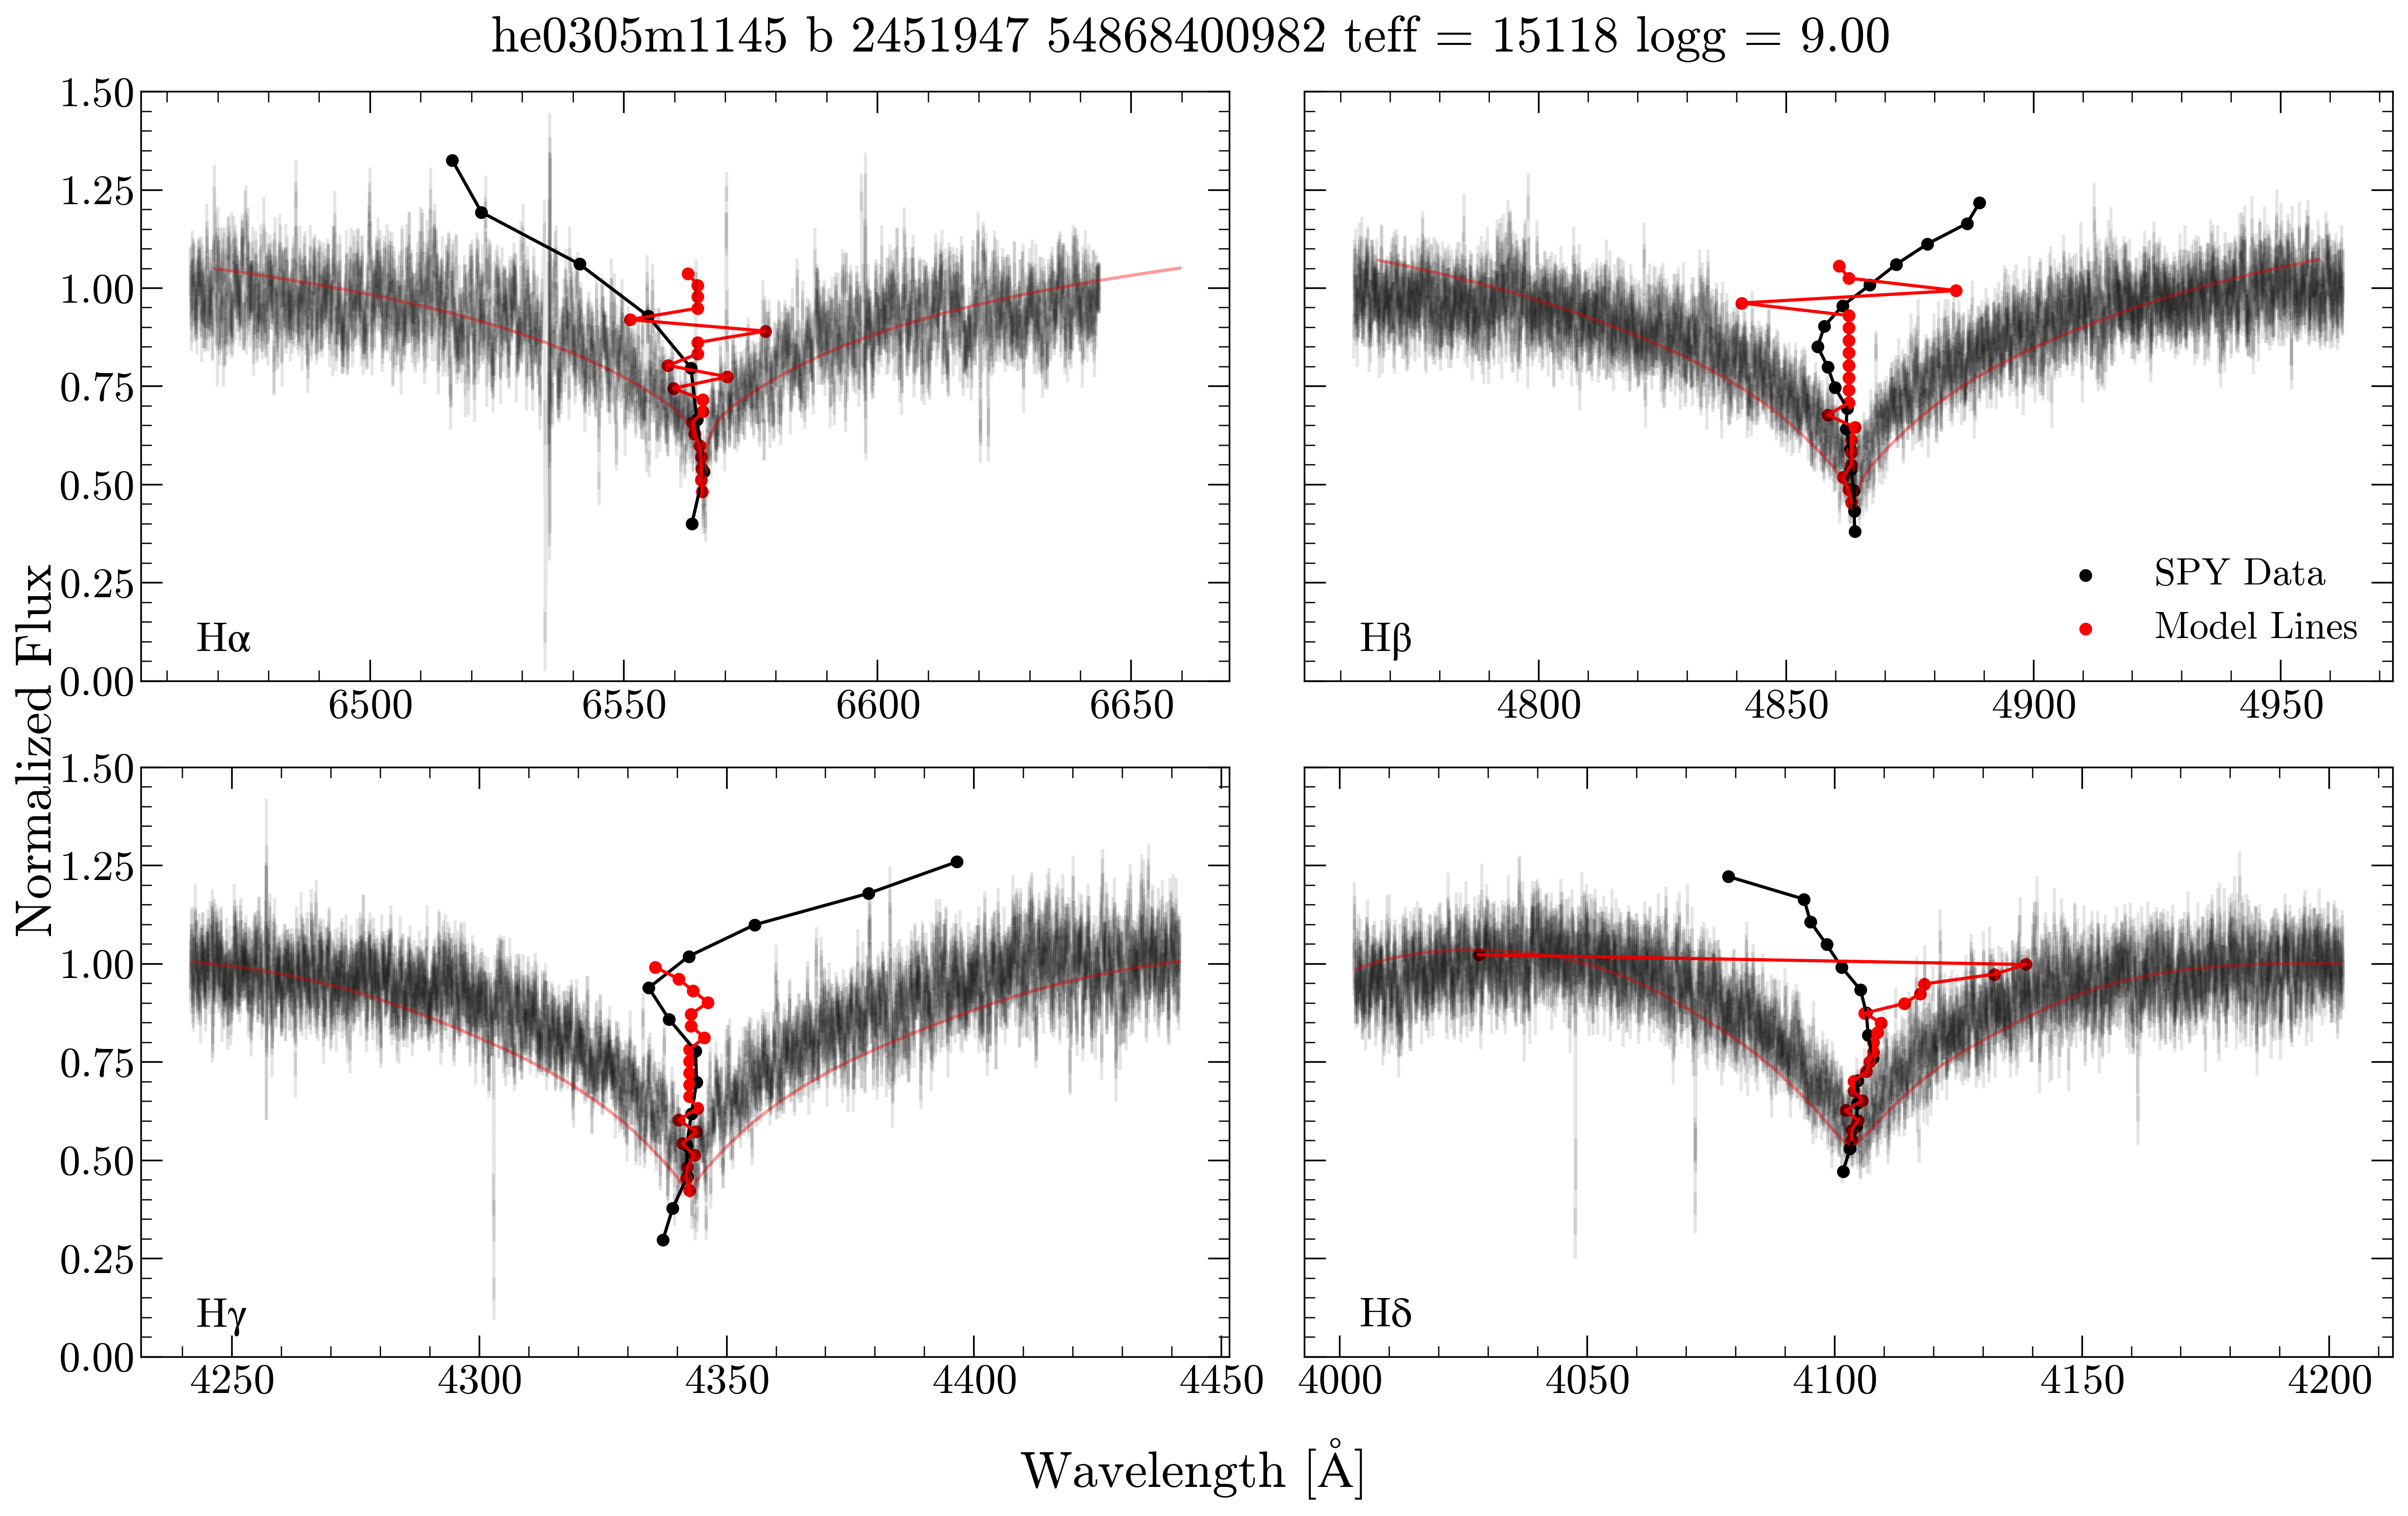 he0305m1145 b 2451947 54868400982 teff = 15118 logg = 9.00
Normalized Flux
1.50
1.25
1.00
0.75
0.50
0.25
0.00
Hα
6500 6550 6600 6650
Hβ
SPY Data
Model Lines
4800 4850 4900 4950
1.50
1.25
1.00
0.75
0.50
0.25
0.00
Hγ
4250 4300 4350 4400 4450
Hδ
4000 4050 4100 4150 4200
Wavelength [Å]